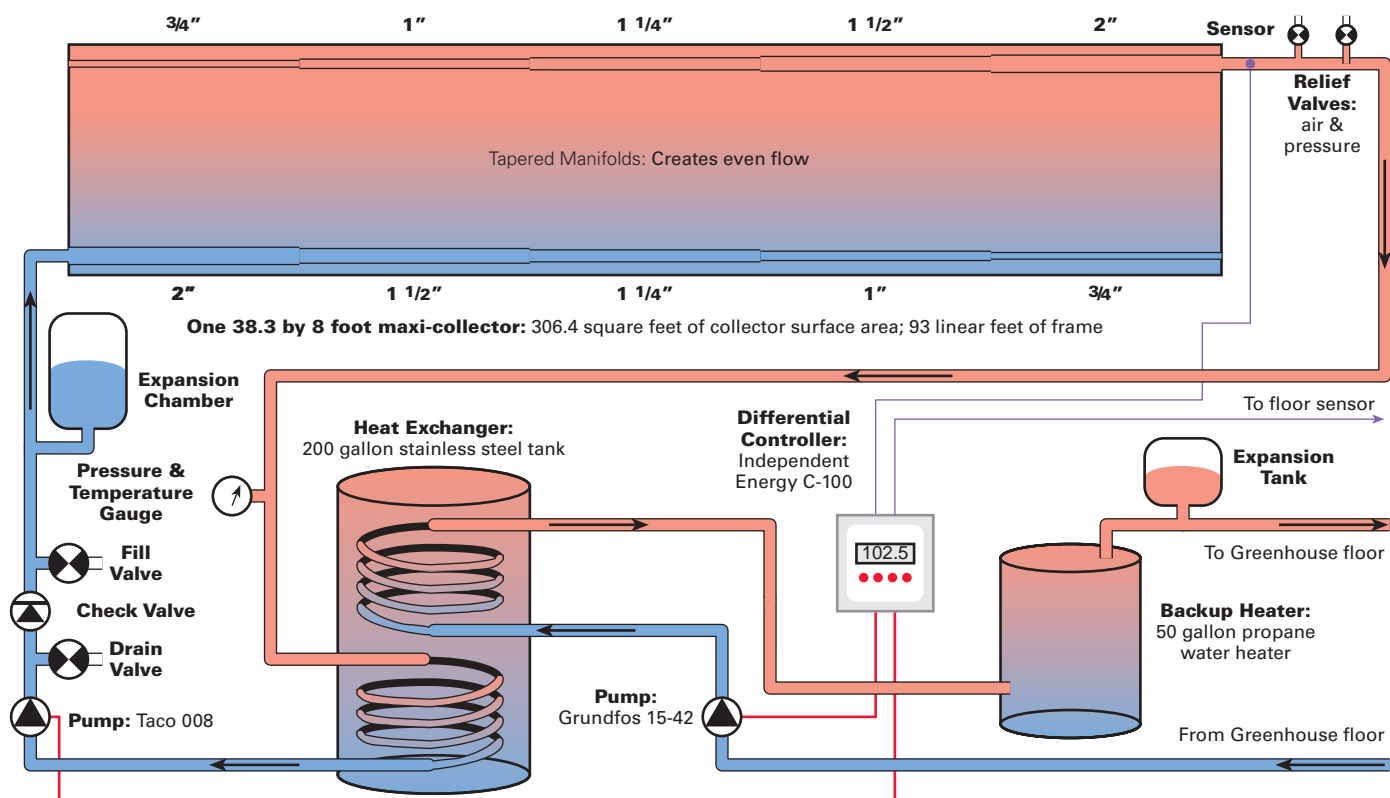 3/4” 1” 1 1/4” 1 1/2” 2”
Sensor
Relief
Valves:
air &
pressure
Tapered Manifolds: Creates even flow
2” 1 1/2” 1 1/4” 1” 3/4”
One 38.3 by 8 foot maxi-collector: 306.4 square feet of collector surface area; 93 linear feet of frame
Expansion
Chamber
Heat Exchanger:
200 gallon stainless steel tank
Differential
Controller:
Independent
Energy C-100
To floor sensor
Pressure &
Temperature
Gauge
Expansion
Tank
102.5
To Greenhouse floor
Fill
Valve
Check Valve
Backup Heater:
50 gallon propane
water heater
Drain
Valve
Pump: Taco 008
Pump:
Grundfos 15-42
From Greenhouse floor